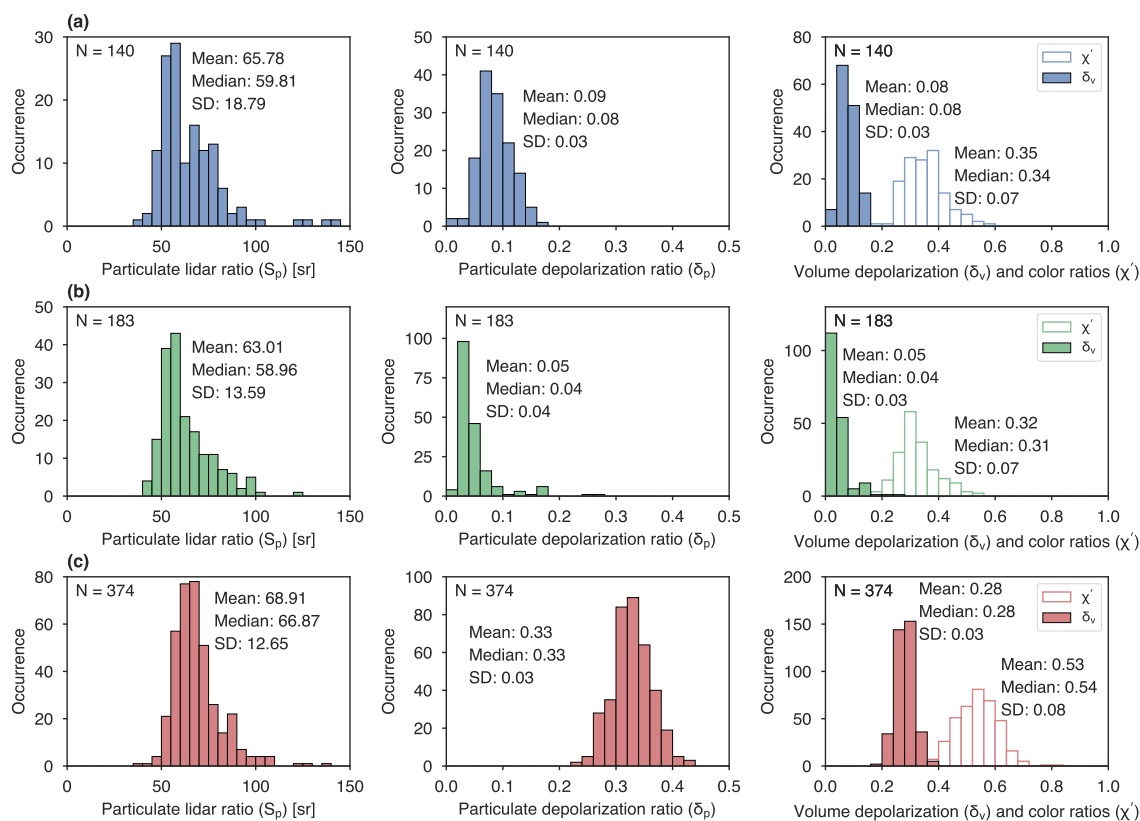 (a)
30
20
10
0
Occurrence
N = 140
Mean: 65.78
Median: 59.81
SD: 18.79
0 50 100 150
Particulate lidar ratio (Sₚ) [sr]
50
40
30
20
10
0
Occurrence
N = 140
Mean: 0.09
Median: 0.08
SD: 0.03
0.0 0.1 0.2 0.3 0.4 0.5
Particulate depolarization ratio (δₚ)
80
60
40
20
0
Occurrence
N = 140
χ′
δᵥ
Mean: 0.08
Median: 0.08
SD: 0.03
Mean: 0.35
Median: 0.34
SD: 0.07
0.0 0.2 0.4 0.6 0.8 1.0
Volume depolarization (δᵥ) and color ratios (χ′)
(b)
50
40
30
20
10
0
Occurrence
N = 183
Mean: 63.01
Median: 58.96
SD: 13.59
0 50 100 150
Particulate lidar ratio (Sₚ) [sr]
100
75
50
25
0
Occurrence
N = 183
Mean: 0.05
Median: 0.04
SD: 0.04
0.0 0.1 0.2 0.3 0.4 0.5
Particulate depolarization ratio (δₚ)
100
50
0
Occurrence
N = 183
χ′
δᵥ
Mean: 0.05
Median: 0.04
SD: 0.03
Mean: 0.32
Median: 0.31
SD: 0.07
0.0 0.2 0.4 0.6 0.8 1.0
Volume depolarization (δᵥ) and color ratios (χ′)
(c)
80
60
40
20
0
Occurrence
N = 374
Mean: 68.91
Median: 66.87
SD: 12.65
0 50 100 150
Particulate lidar ratio (Sₚ) [sr]
100
80
60
40
20
0
Occurrence
N = 374
Mean: 0.33
Median: 0.33
SD: 0.03
0.0 0.1 0.2 0.3 0.4 0.5
Particulate depolarization ratio (δₚ)
200
150
100
50
0
Occurrence
N = 374
χ′
δᵥ
Mean: 0.28
Median: 0.28
SD: 0.03
Mean: 0.53
Median: 0.54
SD: 0.08
0.0 0.2 0.4 0.6 0.8 1.0
Volume depolarization (δᵥ) and color ratios (χ′)